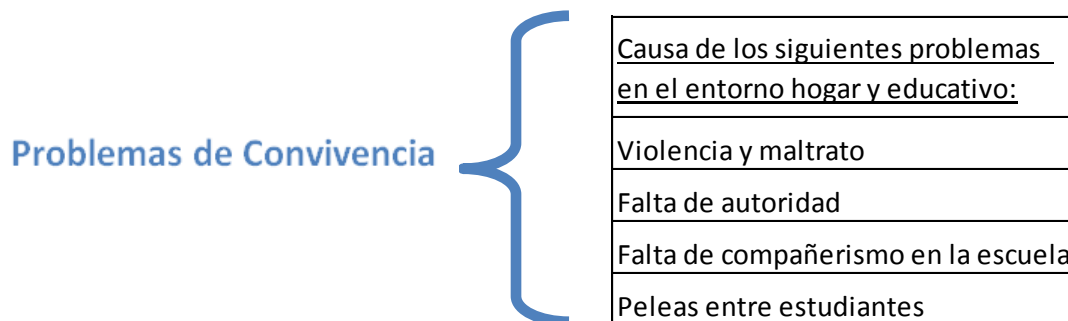 Problemas de Convivencia
Causa de los siguientes problemas
en el entorno hogar y educativo:
Violencia y maltrato
Falta de autoridad
Falta de compañerismo en la escuela
Peleas entre estudiantes